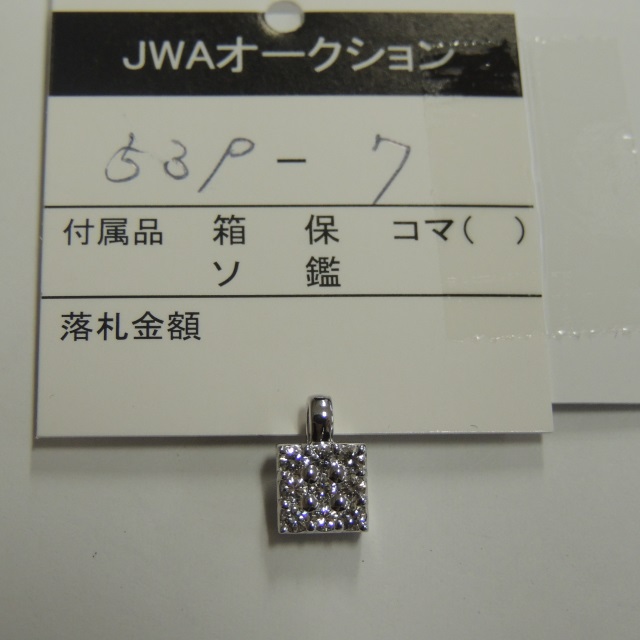 JWAオークション
53P-7
付属品 箱 保 コマ( )
ソ 鑑
落札金額